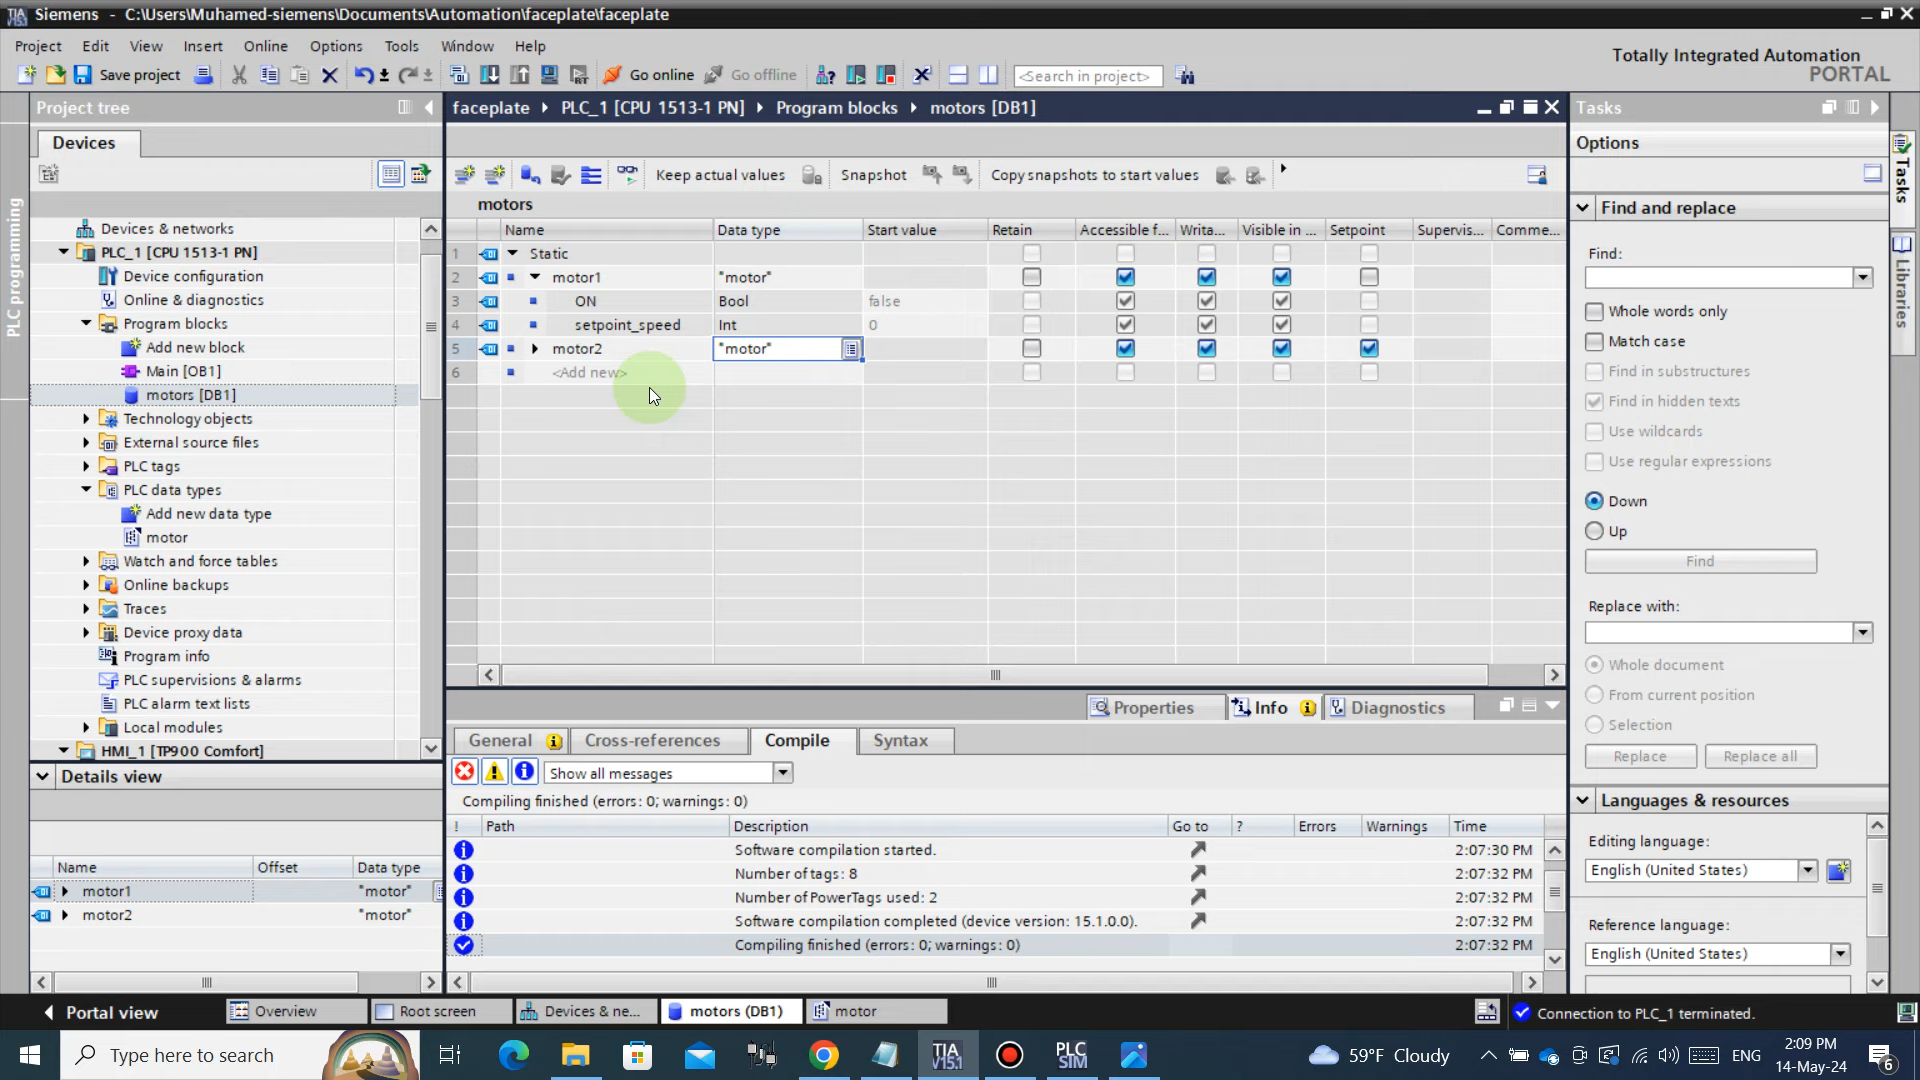 Siemens - C:\Users\Muhamed-siemens\Documents\Automation\faceplate\faceplate
Project Edit View Insert Online Options Tools Window Help
Totally Integrated Automation
PORTAL
Save project
Go online
Go offline
<Search in project>
Project tree
faceplate
PLC_1 [CPU 1513-1 PN]
Program blocks
motors [DB1]
Tasks
Devices
Options
Keep actual values
Snapshot
Copy snapshots to start values
PLC programming
Tasks
Libraries
Devices & networks
PLC_1 [CPU 1513-1 PN]
Device configuration
Online & diagnostics
Program blocks
Add new block
Main [OB1]
motors [DB1]
Technology objects
External source files
PLC tags
PLC data types
Add new data type
motor
Watch and force tables
Online backups
Traces
Device proxy data
Program info
PLC supervisions & alarms
PLC alarm text lists
Local modules
HMI_1 [TP900 Comfort]
motors
Name Data type Start value Retain Accessible f... Writa... Visible in ... Setpoint Supervis... Comme...
1 Static
2 motor1 "motor"
3 ON Bool false
4 setpoint_speed Int 0
5 motor2 "motor"
6 <Add new>
Find and replace
Find:
Whole words only
Match case
Find in substructures
Find in hidden texts
Use wildcards
Use regular expressions
Down
Up
Find
Replace with:
Whole document
From current position
Selection
Replace
Replace all
Languages & resources
Editing language:
English (United States)
Reference language:
English (United States)
Details view
Name Offset Data type
motor1 "motor"
motor2 "motor"
Properties
Info
Diagnostics
General
Cross-references
Compile
Syntax
Show all messages
Compiling finished (errors: 0; warnings: 0)
! Path Description Go to ? Errors Warnings Time
Software compilation started. 2:07:30 PM
Number of tags: 8 2:07:32 PM
Number of PowerTags used: 2 2:07:32 PM
Software compilation completed (device version: 15.1.0.0). 2:07:32 PM
Compiling finished (errors: 0; warnings: 0) 2:07:32 PM
Portal view
Overview
Root screen
Devices & ne...
motors (DB1)
motor
Connection to PLC_1 terminated.
Type here to search
TIA
V15.1
PLC
SIM
59°F Cloudy
ENG
2:09 PM
14-May-24
6